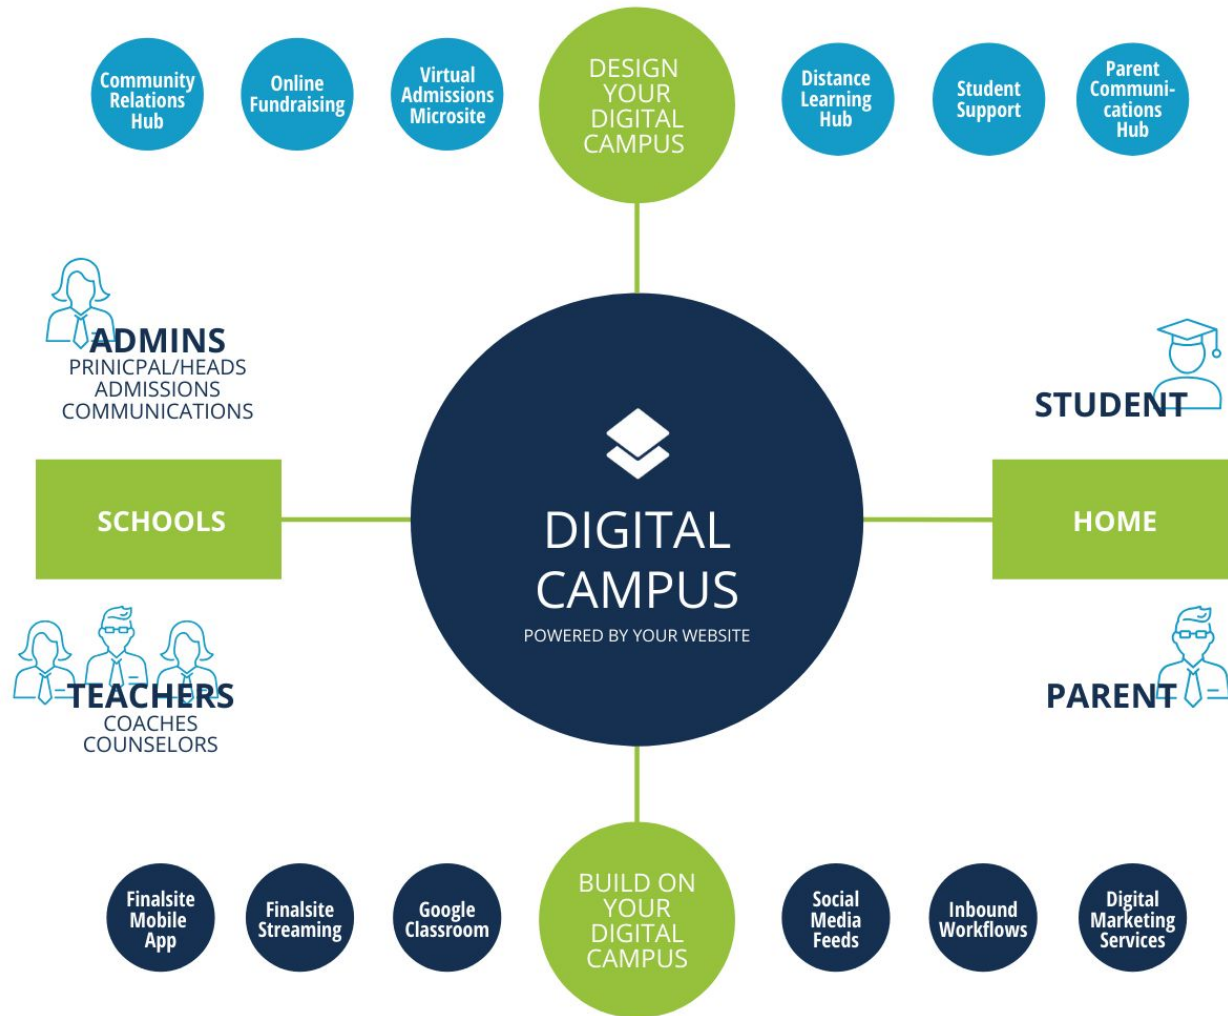 Community
Relations
Hub
Online
Fundraising
Virtual
Admissions
Microsite
DESIGN
YOUR
DIGITAL
CAMPUS
Distance
Learning
Hub
Student
Support
Parent
Communi-
cations
Hub
ADMINS
PRINICPAL/HEADS
ADMISSIONS
COMMUNICATIONS
STUDENT
SCHOOLS
DIGITAL
CAMPUS
POWERED BY YOUR WEBSITE
HOME
TEACHERS
COACHES
COUNSELORS
PARENT
Finalsite
Mobile
App
Finalsite
Streaming
Google
Classroom
BUILD ON
YOUR
DIGITAL
CAMPUS
Social
Media
Feeds
Inbound
Workflows
Digital
Marketing
Services